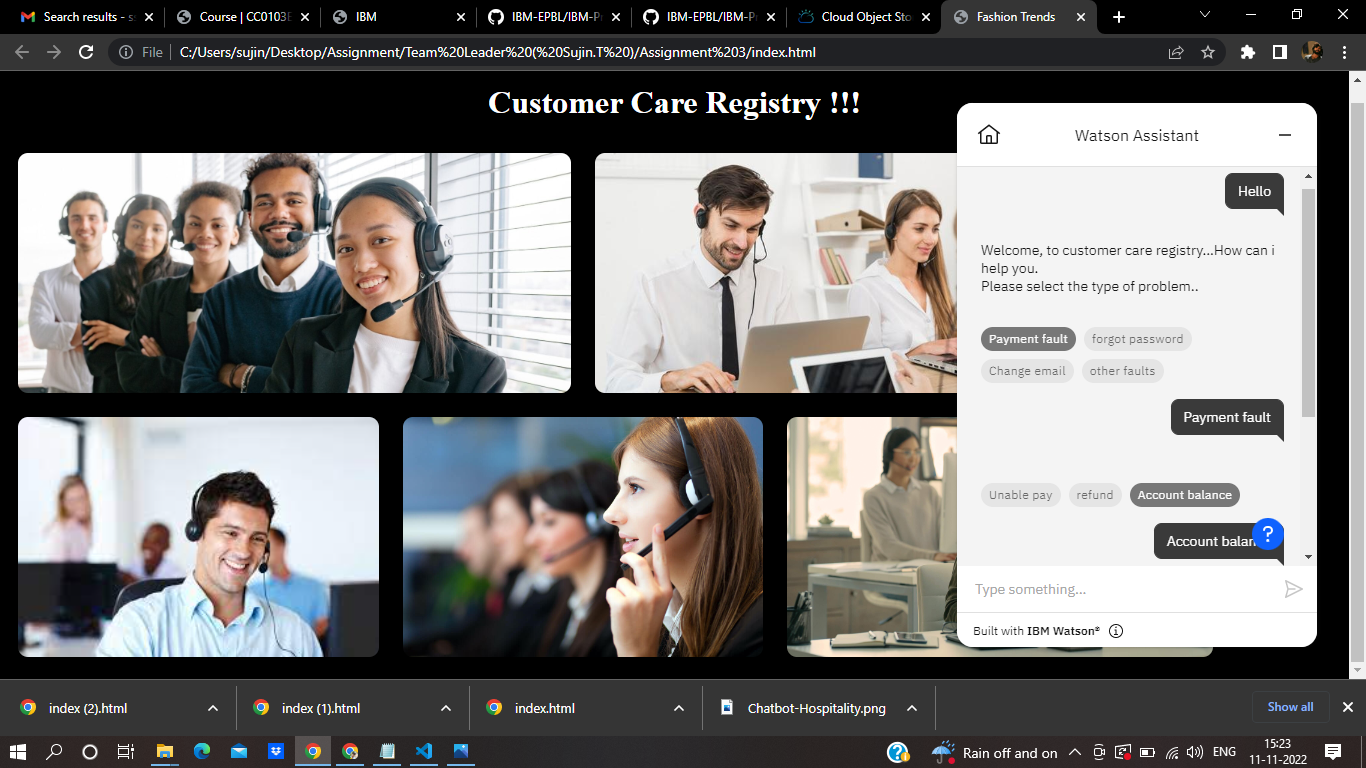 Search results - s
Course | CC0103
IBM
IBM-EPBL/IBM-P
IBM-EPBL/IBM-P
Cloud Object Sto
Fashion Trends
File
C:/Users/sujin/Desktop/Assignment/Team%20Leader%20(%20Sujin.T%20)/Assignment%203/index.html
Customer Care Registry !!!
Watson Assistant
Hello
Welcome, to customer care registry...How can i
help you.
Please select the type of problem..
Payment fault forgot password
Change email other faults
Payment fault
Unable pay refund Account balance
Account balan
?
Type something...
Built with IBM Watson®
index (2).html
index (1).html
index.html
Chatbot-Hospitality.png
Show all
Rain off and on
ENG
15:23
11-11-2022